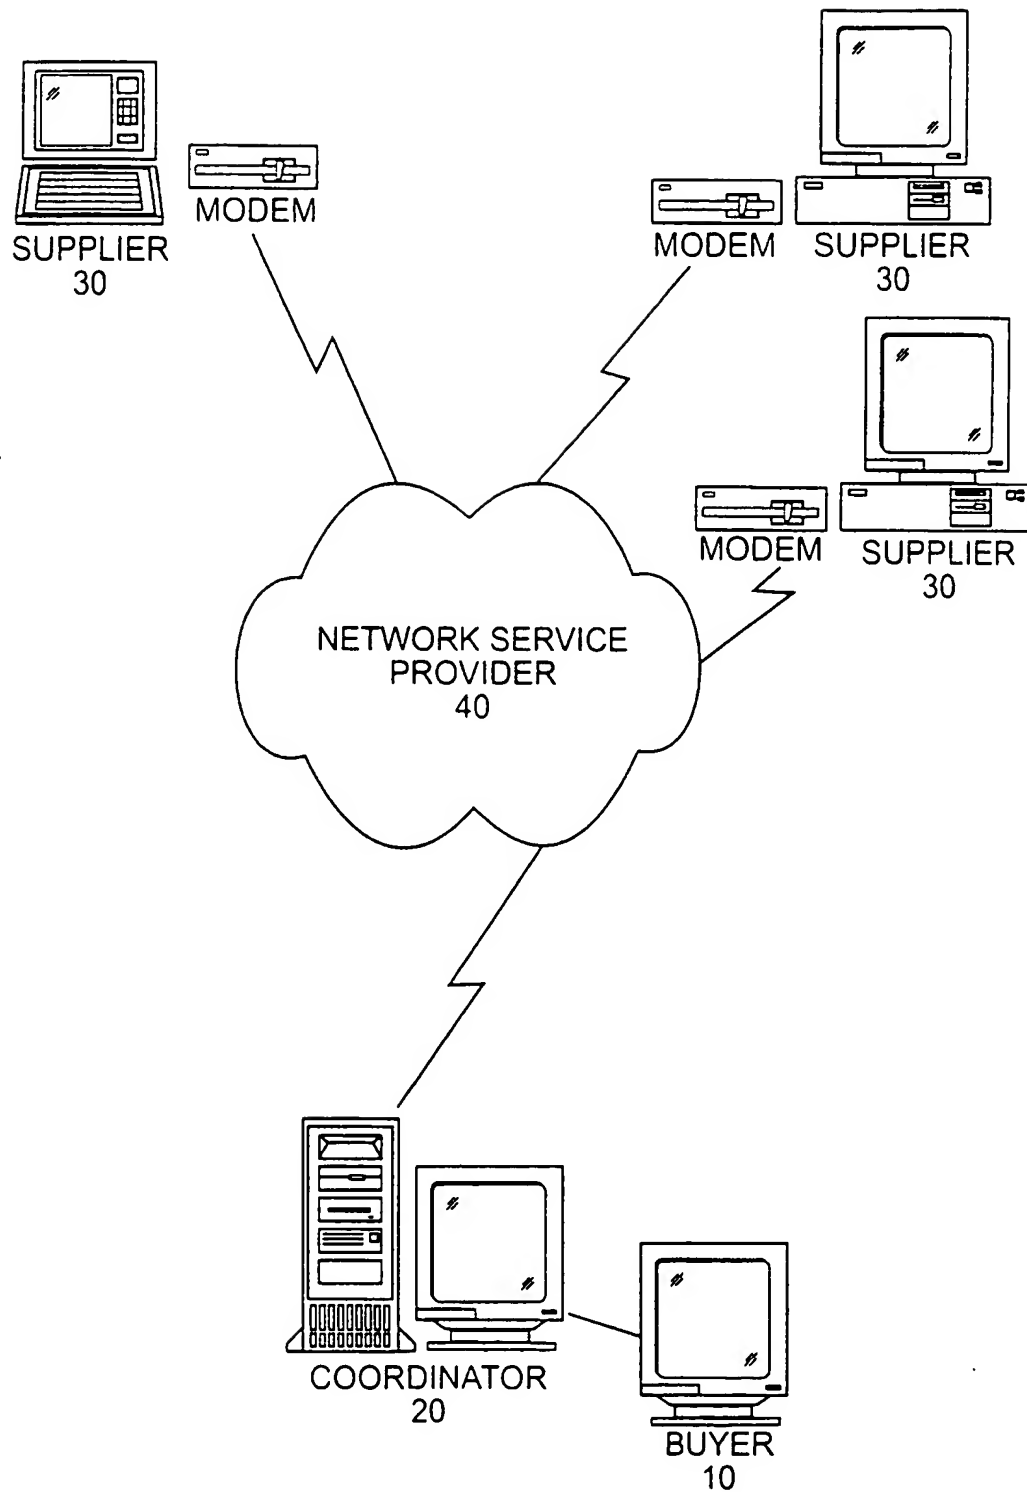 MODEM
SUPPLIER
30
MODEM
SUPPLIER
30
MODEM
SUPPLIER
30
NETWORK SERVICE
PROVIDER
40
COORDINATOR
20
BUYER
10